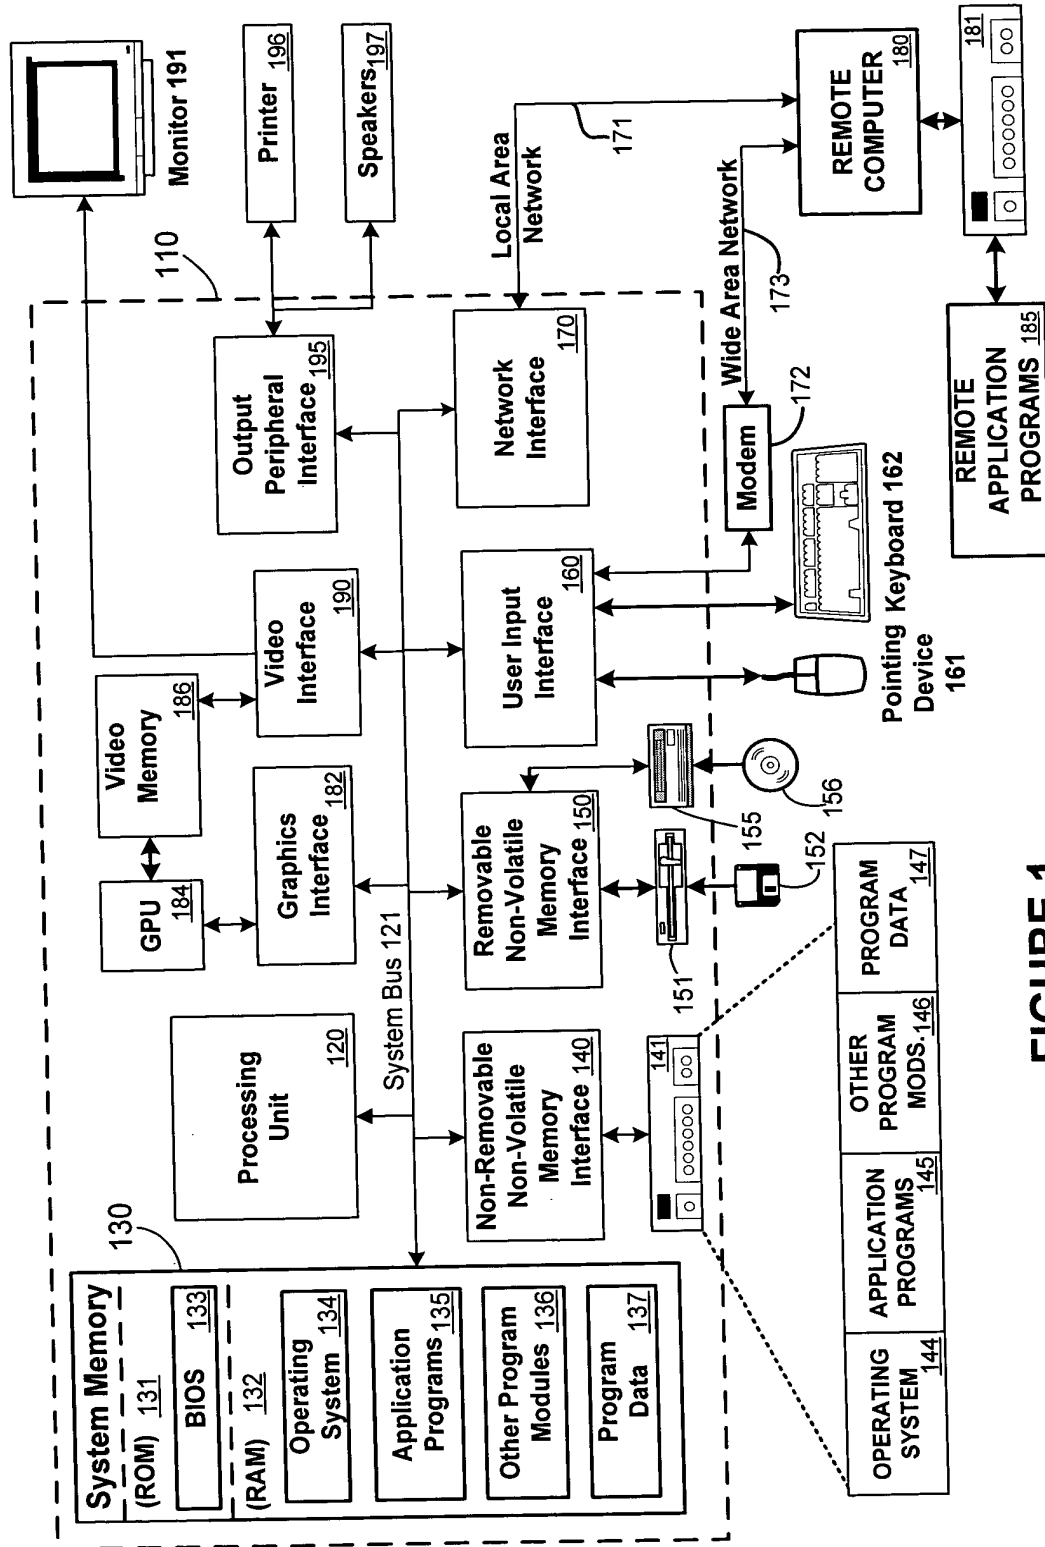 System Memory
(ROM) 131
BIOS 133
(RAM) 132
Operating
System 134
Application
Programs 135
Other Program
Modules 136
Program
Data 137
130
Processing
Unit
120
System Bus 121
GPU
184
Video
Memory 186
Graphics
Interface 182
Video
Interface 190
Output
Peripheral
Interface 195
110
Monitor 191
Printer 196
Speakers 197
Non-Removable
Non-Volatile
Memory
Interface 140
Removable
Non-Volatile
Memory
Interface 150
User Input
Interface 160
Network
Interface 170
Local Area
Network
171
Wide Area Network
173
Modem
172
141
151
152
155
156
Pointing
Device
161
Keyboard 162
REMOTE
COMPUTER 180
181
REMOTE
APPLICATION
PROGRAMS 185
OPERATING
SYSTEM 144
APPLICATION
PROGRAMS 145
OTHER
PROGRAM
MODS. 146
PROGRAM
DATA 147
FIGURE 1